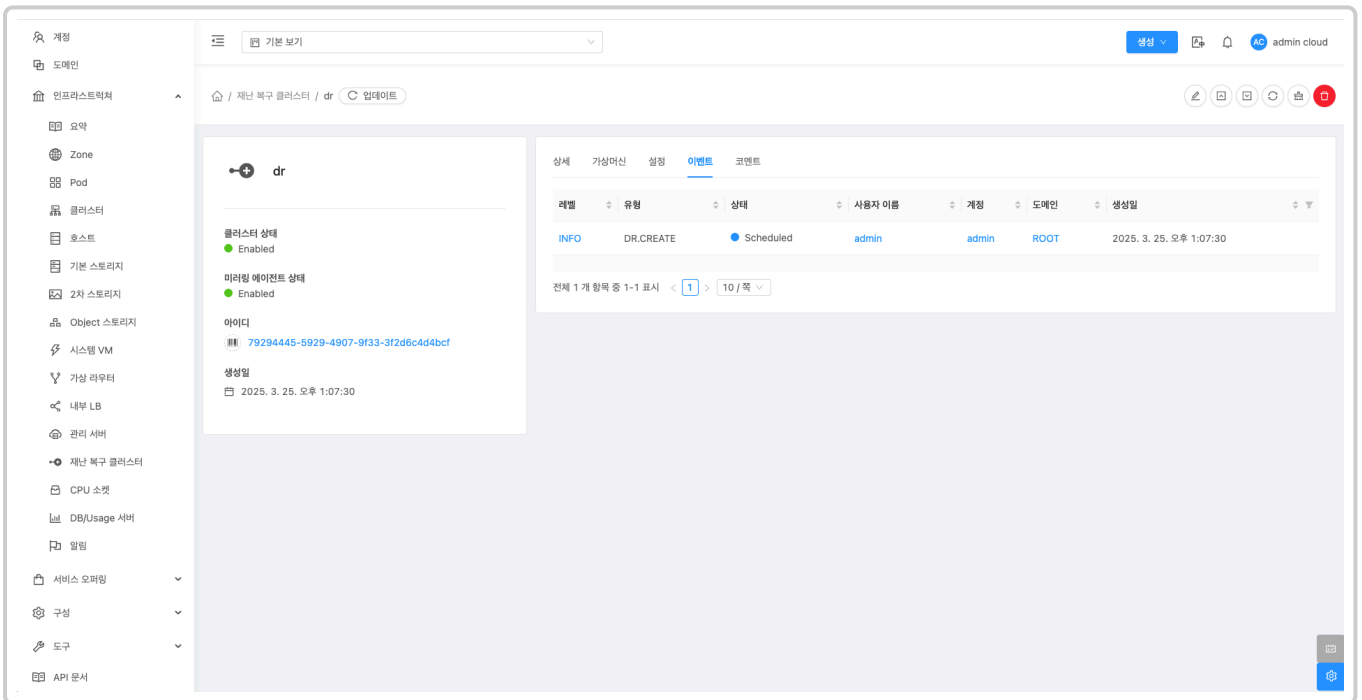 계정
도메인
인프라스트럭쳐
요약
Zone
Pod
클러스터
호스트
기본 스토리지
2차 스토리지
Object 스토리지
시스템 VM
가상 라우터
내부 LB
관리 서버
재난 복구 클러스터
CPU 소켓
DB/Usage 서버
알림
서비스 오퍼링
구성
도구
API 문서
기본 보기
생성
AC admin cloud
/ 재난 복구 클러스터 / dr 업데이트
dr
클러스터 상태
Enabled
미러링 에이전트 상태
Enabled
아이디
79294445-5929-4907-9f33-3f2d6c4d4bcf
생성일
2025. 3. 25. 오후 1:07:30
상세 가상머신 설정 이벤트 코멘트
레벨 유형 상태 사용자 이름 계정 도메인 생성일
INFO DR.CREATE Scheduled admin admin ROOT 2025. 3. 25. 오후 1:07:30
전체 1 개 항목 중 1-1 표시 < 1 > 10 / 쪽